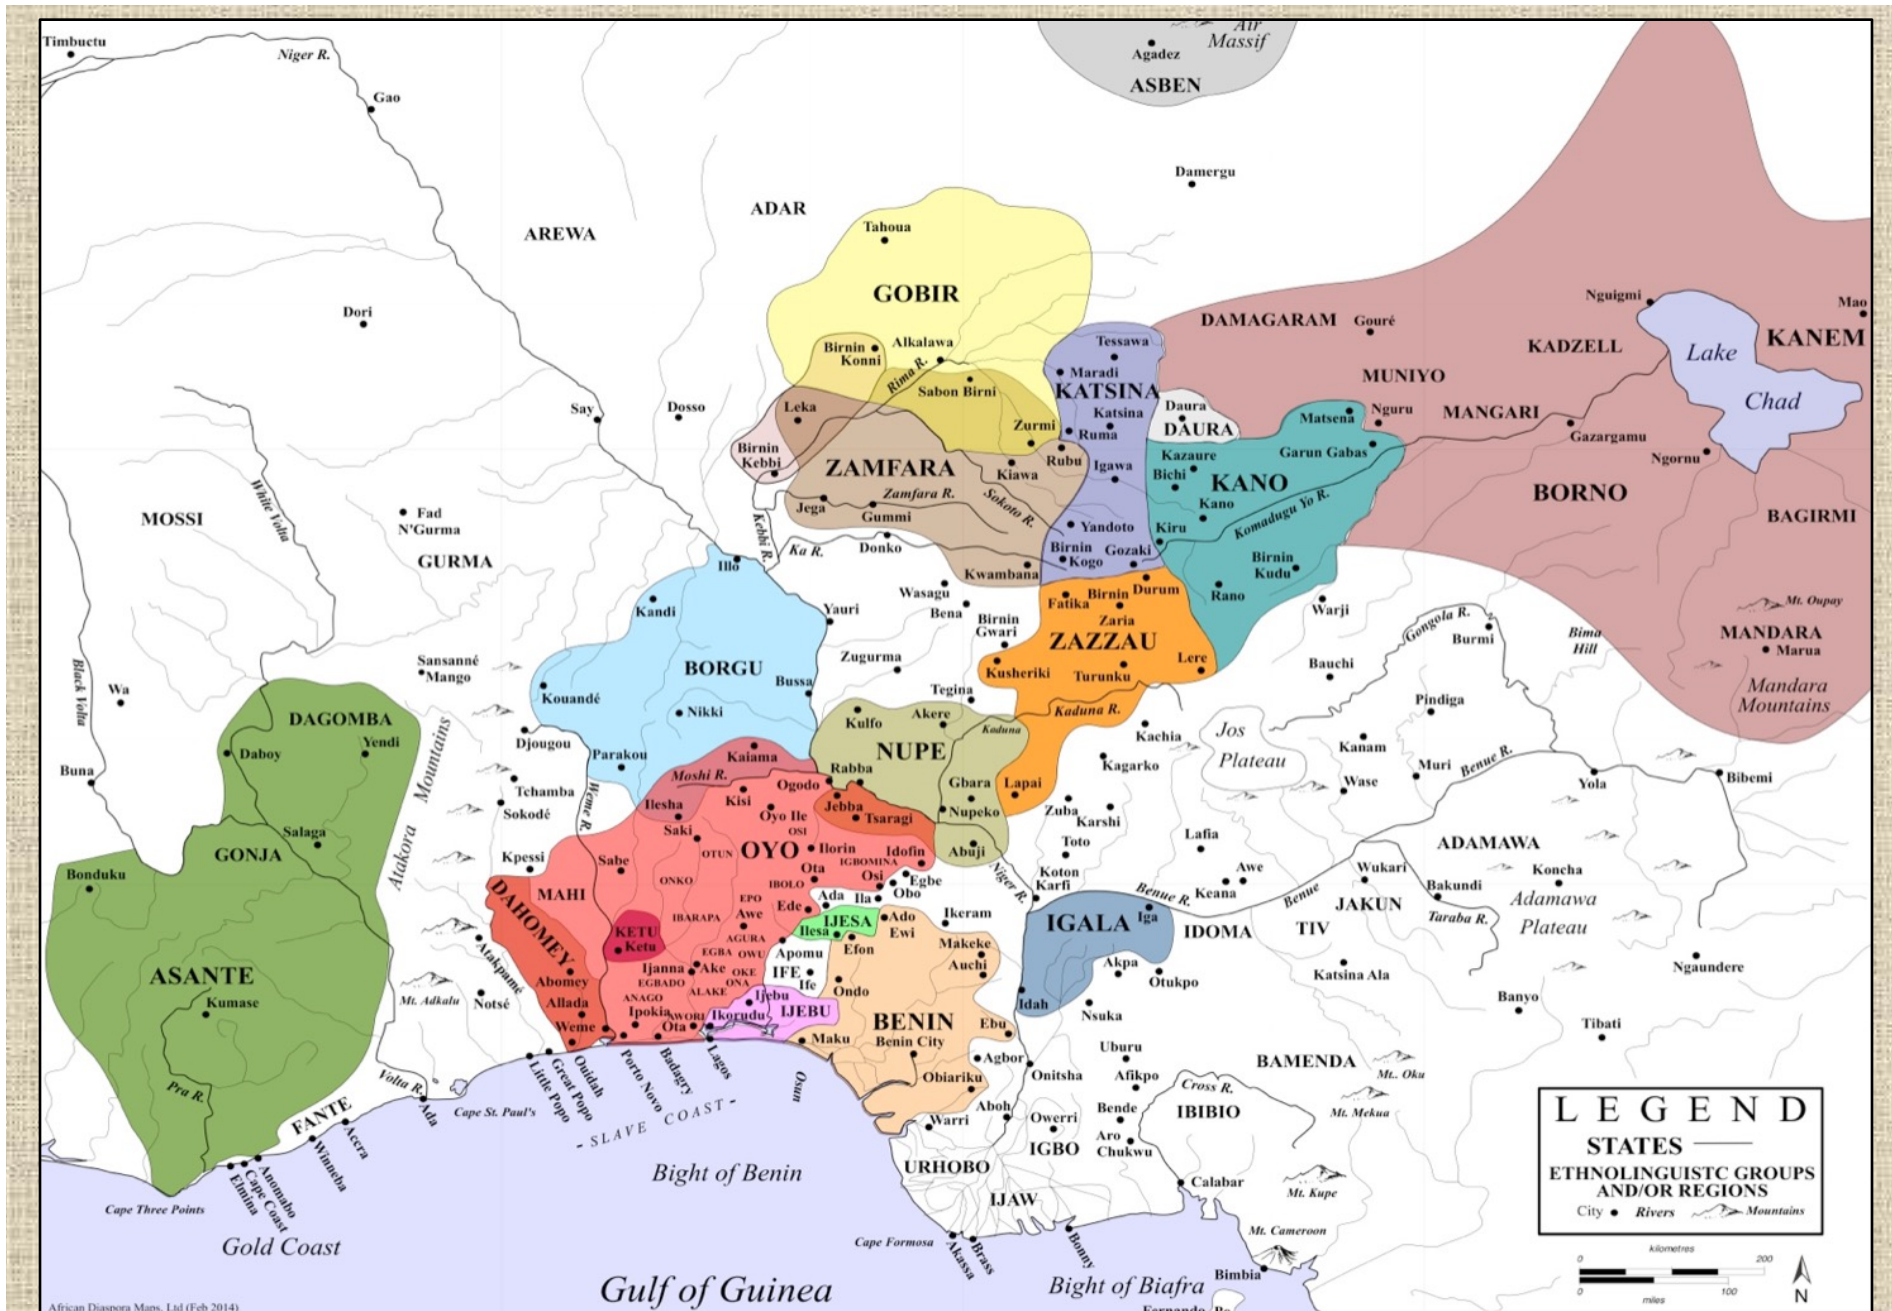 Timbuctu
Niger R.
Gao
Air
Massif
Agadez
ASBEN
Damergu
ADAR
AREWA
Tahoua
GOBIR
Dori
Nguigmi
Mao
DAMAGARAM
Gouré
KADZELL
KANEM
Lake
Chad
Birnin
Konni
Alkalawa
Rima R.
Sabon Birni
Tessawa
Maradi
KATSINA
Katsina
Ruma
MUNIYO
MANGARI
Daura
DAURA
Matsena
Nguru
Gazargamu
Ngornu
Say
Dosso
Leka
Zurmi
Rubu
Birnin
Kebbi
ZAMFARA
Kiawa
Igawa
Kazaure
Bichi
Garun Gabas
KANO
Kano
BORNO
BAGIRMI
Jega
Zamfara R.
Gummi
Sokoto R.
Yandoto
Kiru
Komadugu Yo R.
MOSSI
White Volta
Fad
N'Gurma
GURMA
Kebbi R.
Ka R.
Donko
Birnin
Kogo
Gozaki
Birnin
Kudu
Illo
Kwambana
Kandi
Yauri
Wasagu
Bena
Birnin
Gwari
Fatika
Birnin
Zaria
Durum
Rano
Warji
Gongola R.
Burmi
Bima
Hill
Mt. Oupay
MANDARA
Marua
Mandara
Mountains
ZAZZAU
Black Volta
Wa
Sansanné
Mango
Kouandé
BORGU
Bussa
Zugurma
Kusheriki
Turunku
Lere
Bauchi
Nikki
Tegina
Kaduna R.
Pindiga
DAGOMBA
Yendi
Daboy
Atakora Mountains
Djougou
Parakou
Kaiama
Kulfo
Akere
Kaduna
NUPE
Kachia
Kagarko
Jos
Plateau
Kanam
Wase
Muri
Benue R.
Yola
Bibemi
Buna
Tchamba
Sokodé
Weme R.
Moshi R.
Ogodo
Rabba
Gbara
Lapai
Ilesha
Kisi
Oyo Ile
Jebba
Tsaragi
Nupeko
Zuba
Karshi
Salaga
GONJA
Saki
OSI
OTUN
OYO
Ilorin
Idofin
Abuji
Toto
Lafia
ADAMAWA
Bonduku
Kpessi
Sabe
Ota
IGBOMINA
Osi
Egbe
Obo
Niger R.
Koton
Karfi
Awe
Keana
Wukari
Koncha
Bakundi
DAHOMEY
MAHI
ONKO
IBOLO
EPO
Ada
Ila
Benue R.
Benue
JAKUN
Taraba R.
Adamawa
Plateau
KETU
Ketu
IBARAPA
Awe
Ede
IJESA
Ilesa
Ado
Ewi
Ikeram
IGALA
Iga
IDOMA
TIV
ASANTE
Atakpamé
AGURA
EGBA
OWU
Apomu
Efon
Makeke
Auchi
Akpa
Otukpo
Katsina Ala
Ngaundere
Kumase
Mt. Adkalu
Notsé
Abomey
Ijanna
Ake
EGBADO
OKE
ONA
IFE
Ife
Ondo
Idah
Nsuka
Banyo
Allada
ANAGO
ALAKE
Ijebu
Weme
Ipokia
AWORI
Ota
Ikorudu
IJEBU
Maku
BENIN
Benin City
Ebu
Tibati
Pra R.
Volta R.
Ada
Cape St. Paul's
Little Popo
Great Popo
Ouidah
Porto Novo
Badagry
Lagos
Osun
Obiariku
Agbor
Onitsha
Uburu
Afikpo
BAMENDA
Mt.. Oku
- SLAVE COAST -
FANTE
Accra
Winneba
Anomabo
Cape Coast
Elmina
Aboh
Warri
Owerri
IGBO
Bende
Aro
Chukwu
Cross R.
IBIBIO
Mt. Mekua
URHOBO
IJAW
Calabar
Mt. Kupe
Cape Three Points
Gold Coast
Bight of Benin
Cape Formosa
Akassa
Brass
Bonny
Mt. Cameroon
Bimbia
Gulf of Guinea
Bight of Biafra
Fernando Po
LEGEND
STATES
ETHNOLINGUISTC GROUPS
AND/OR REGIONS
City
Rivers
Mountains
kilometres
0 200
0 100
miles
N
African Diaspora Maps, Ltd (Feb 2014)